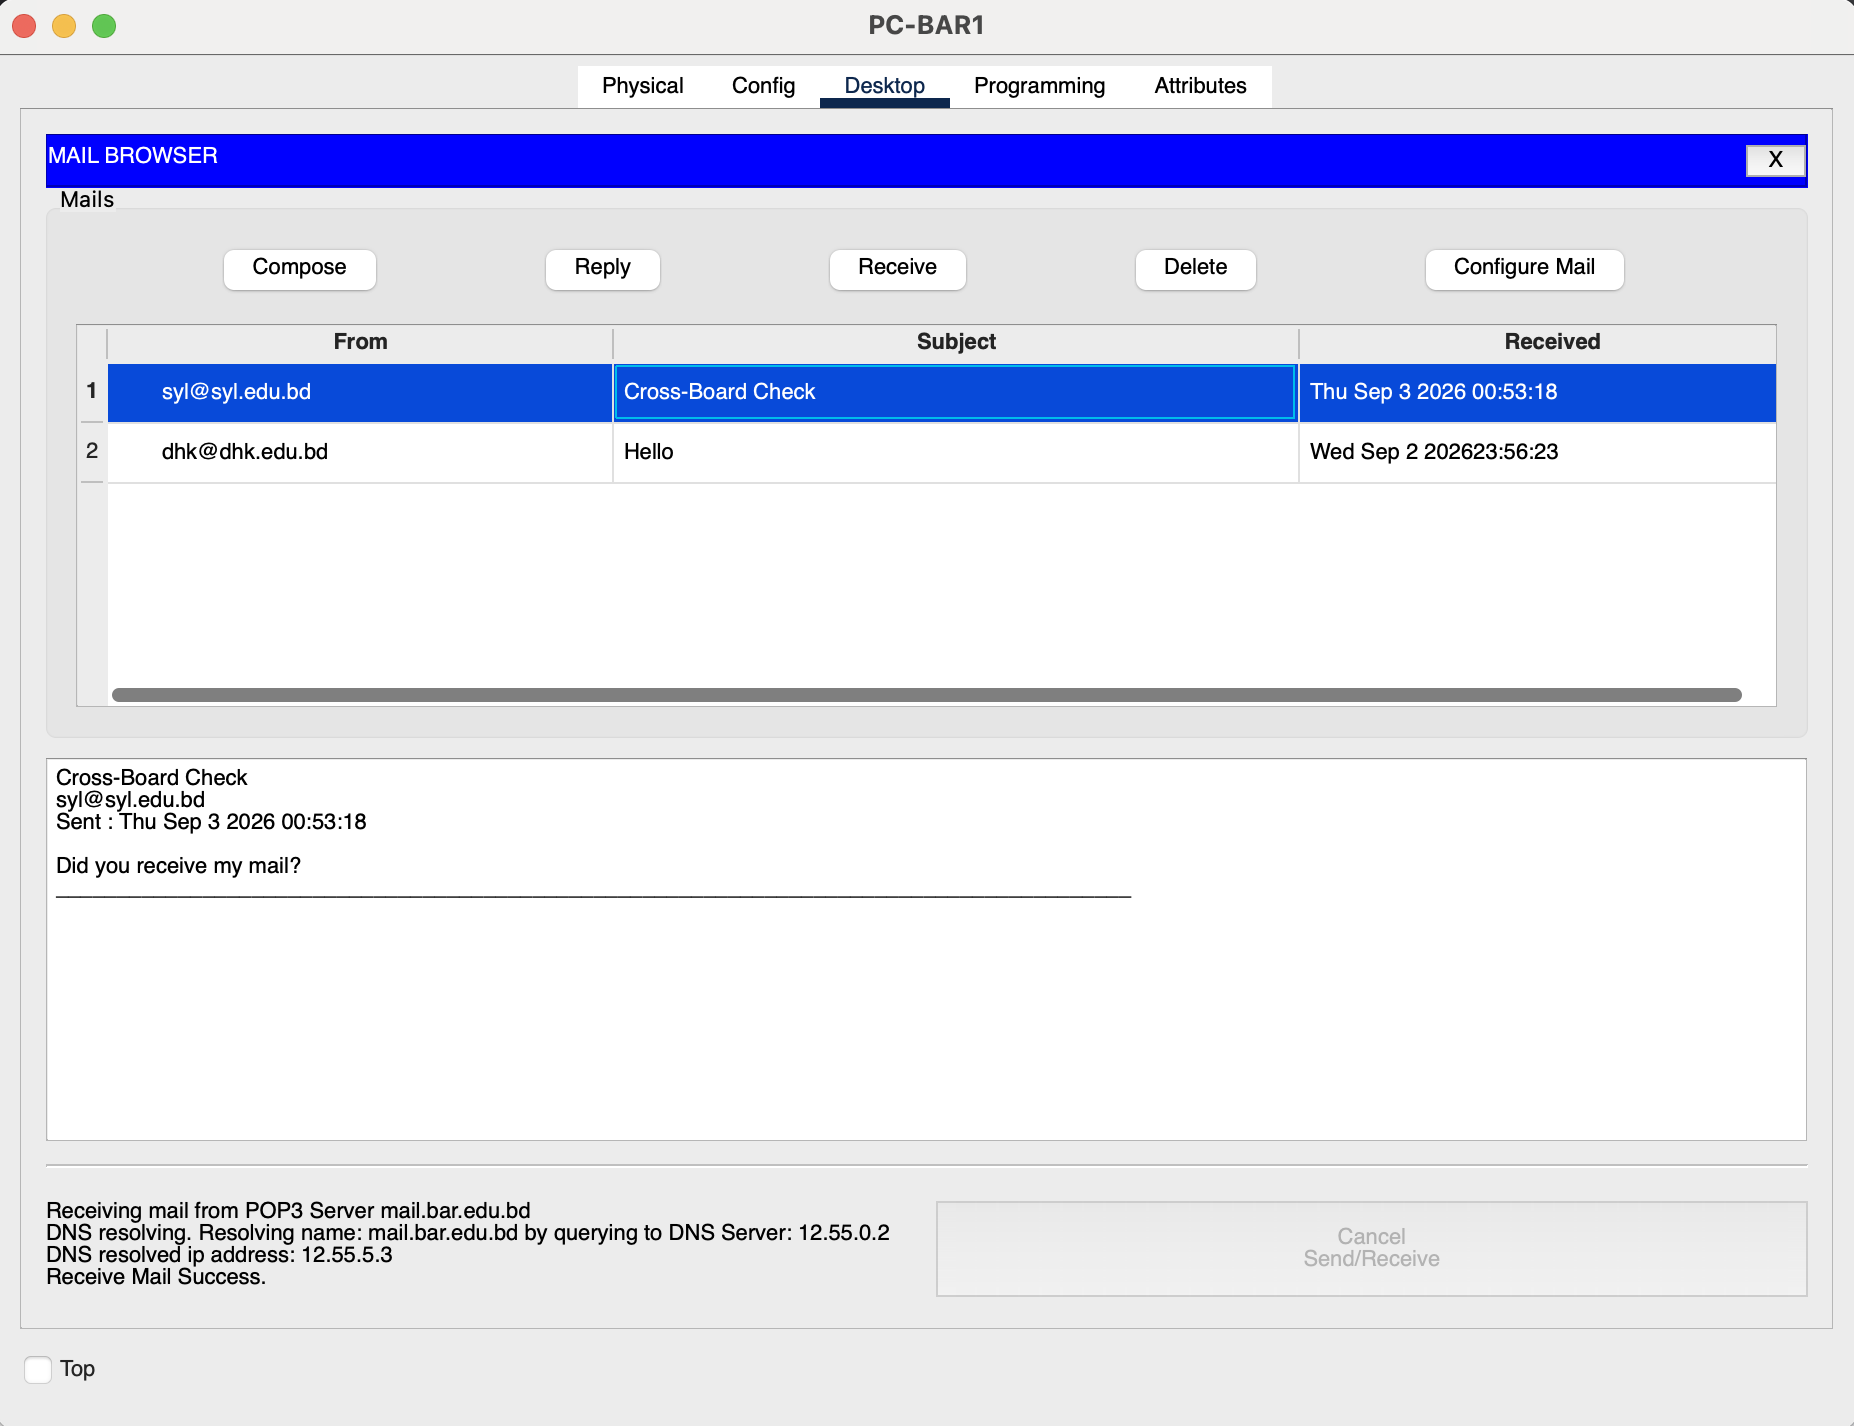 PC-BAR1
Physical Config Desktop Programming Attributes
MAIL BROWSER X
Mails
Compose Reply Receive Delete Configure Mail
From Subject Received
1 syl@syl.edu.bd Cross-Board Check Thu Sep 3 2026 00:53:18
2 dhk@dhk.edu.bd Hello Wed Sep 2 202623:56:23
Cross-Board Check
syl@syl.edu.bd
Sent : Thu Sep 3 2026 00:53:18
Did you receive my mail?
Receiving mail from POP3 Server mail.bar.edu.bd
DNS resolving. Resolving name: mail.bar.edu.bd by querying to DNS Server: 12.55.0.2
DNS resolved ip address: 12.55.5.3
Receive Mail Success.
Cancel
Send/Receive
Top